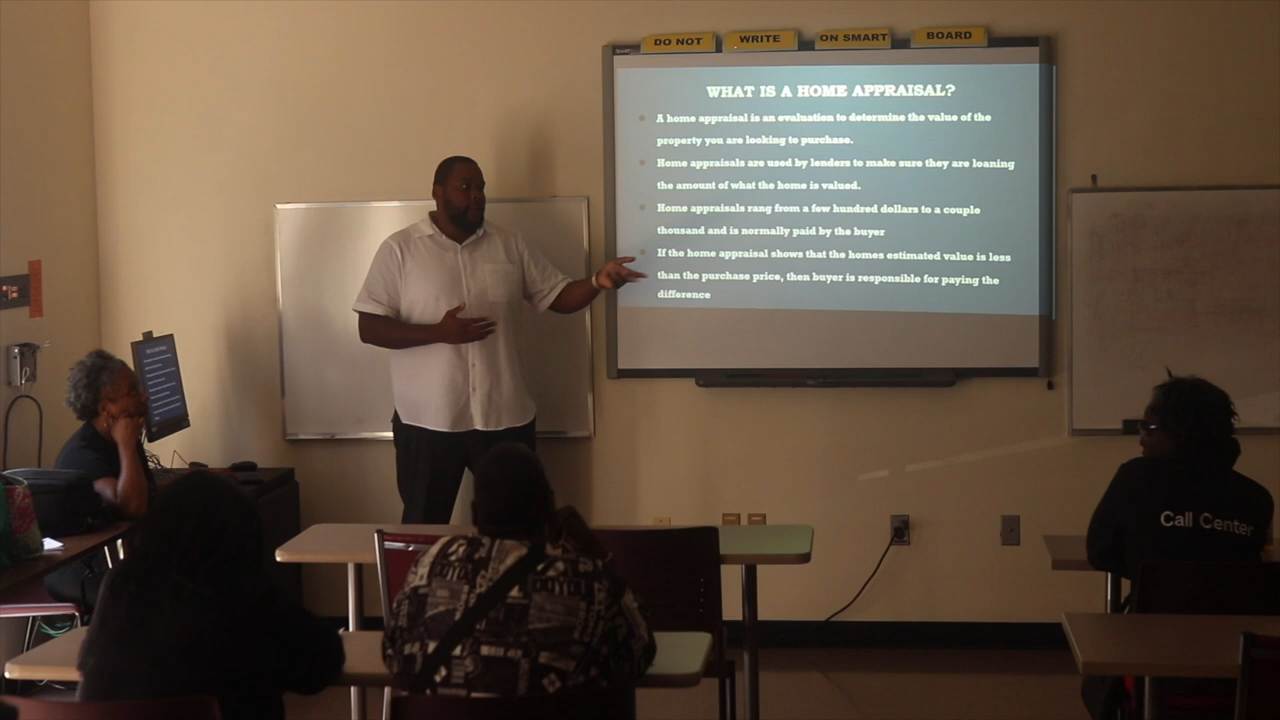 DO NOT WRITE ON SMART BOARD
WHAT IS A HOME APPRAISAL?
A home appraisal is an evaluation to determine the value of the
property you are looking to purchase.
Home appraisals are used by lenders to make sure they are loaning
the amount of what the home is valued.
Home appraisals rang from a few hundred dollars to a couple
thousand and is normally paid by the buyer
If the home appraisal shows that the homes estimated value is less
than the purchase price, then buyer is responsible for paying the
difference
Call Center